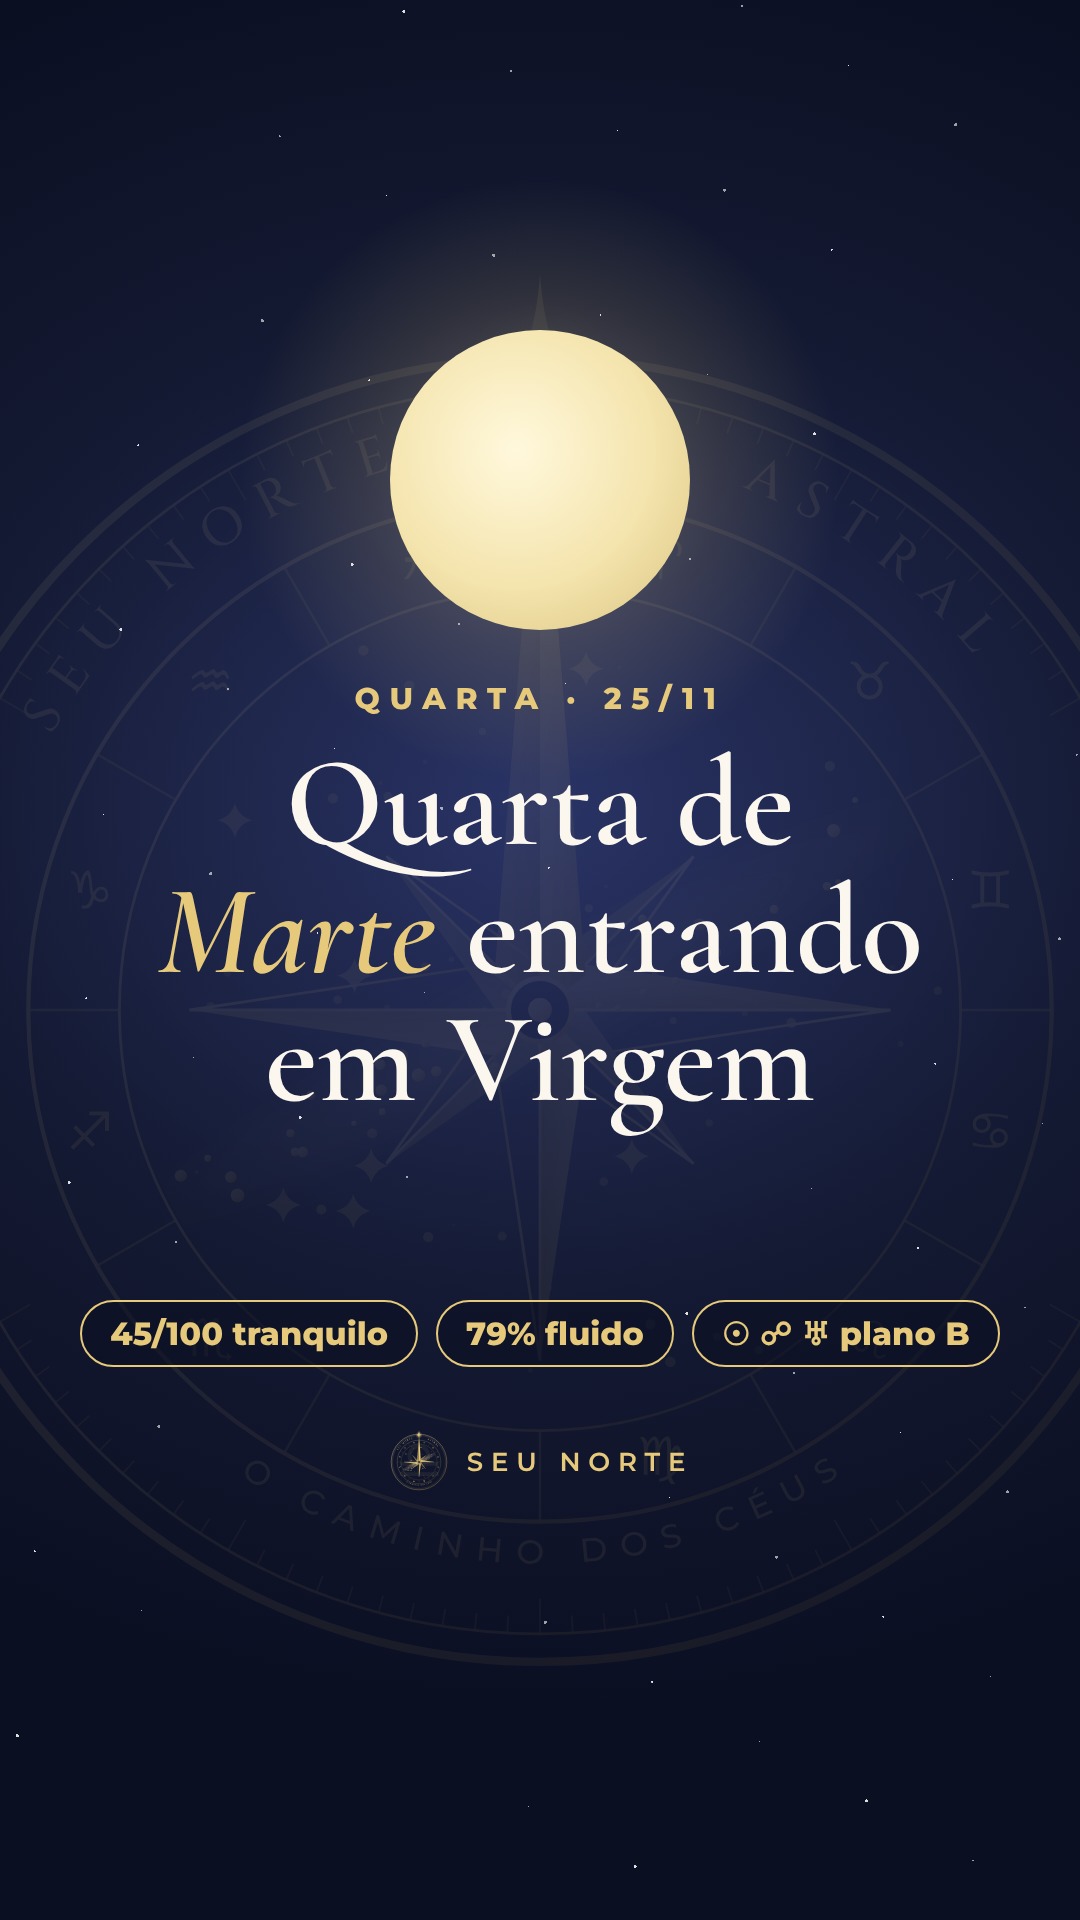 SEU NORTE ASTRAL
QUARTA · 25/11
Quarta de
Marte entrando
em Virgem
45/100 tranquilo
79% fluido
☉ ☍ ♅ plano B
SEU NORTE
O CAMINHO DOS CÉUS